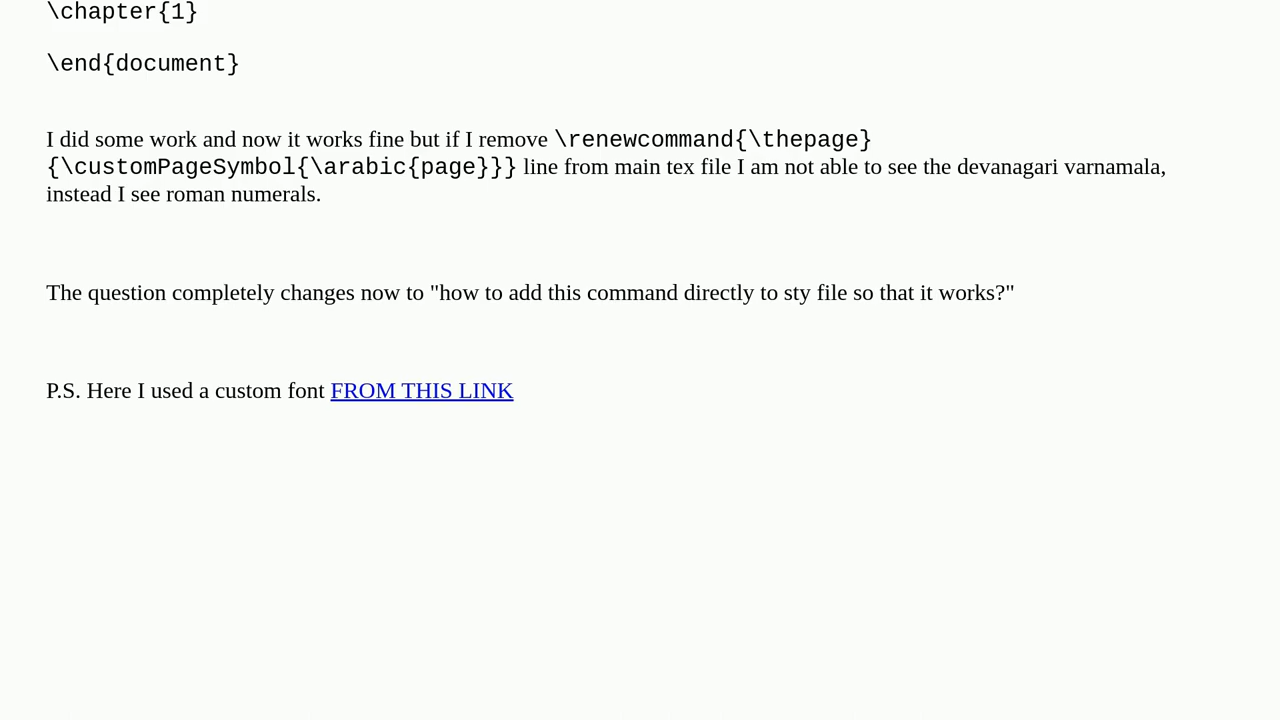 \chapter{1}
\end{document}
I did some work and now it works fine but if I remove \renewcommand{\thepage}
{\customPageSymbol{\arabic{page}}} line from main tex file I am not able to see the devanagari varnamala,
instead I see roman numerals.
The question completely changes now to "how to add this command directly to sty file so that it works?"
P.S. Here I used a custom font FROM THIS LINK